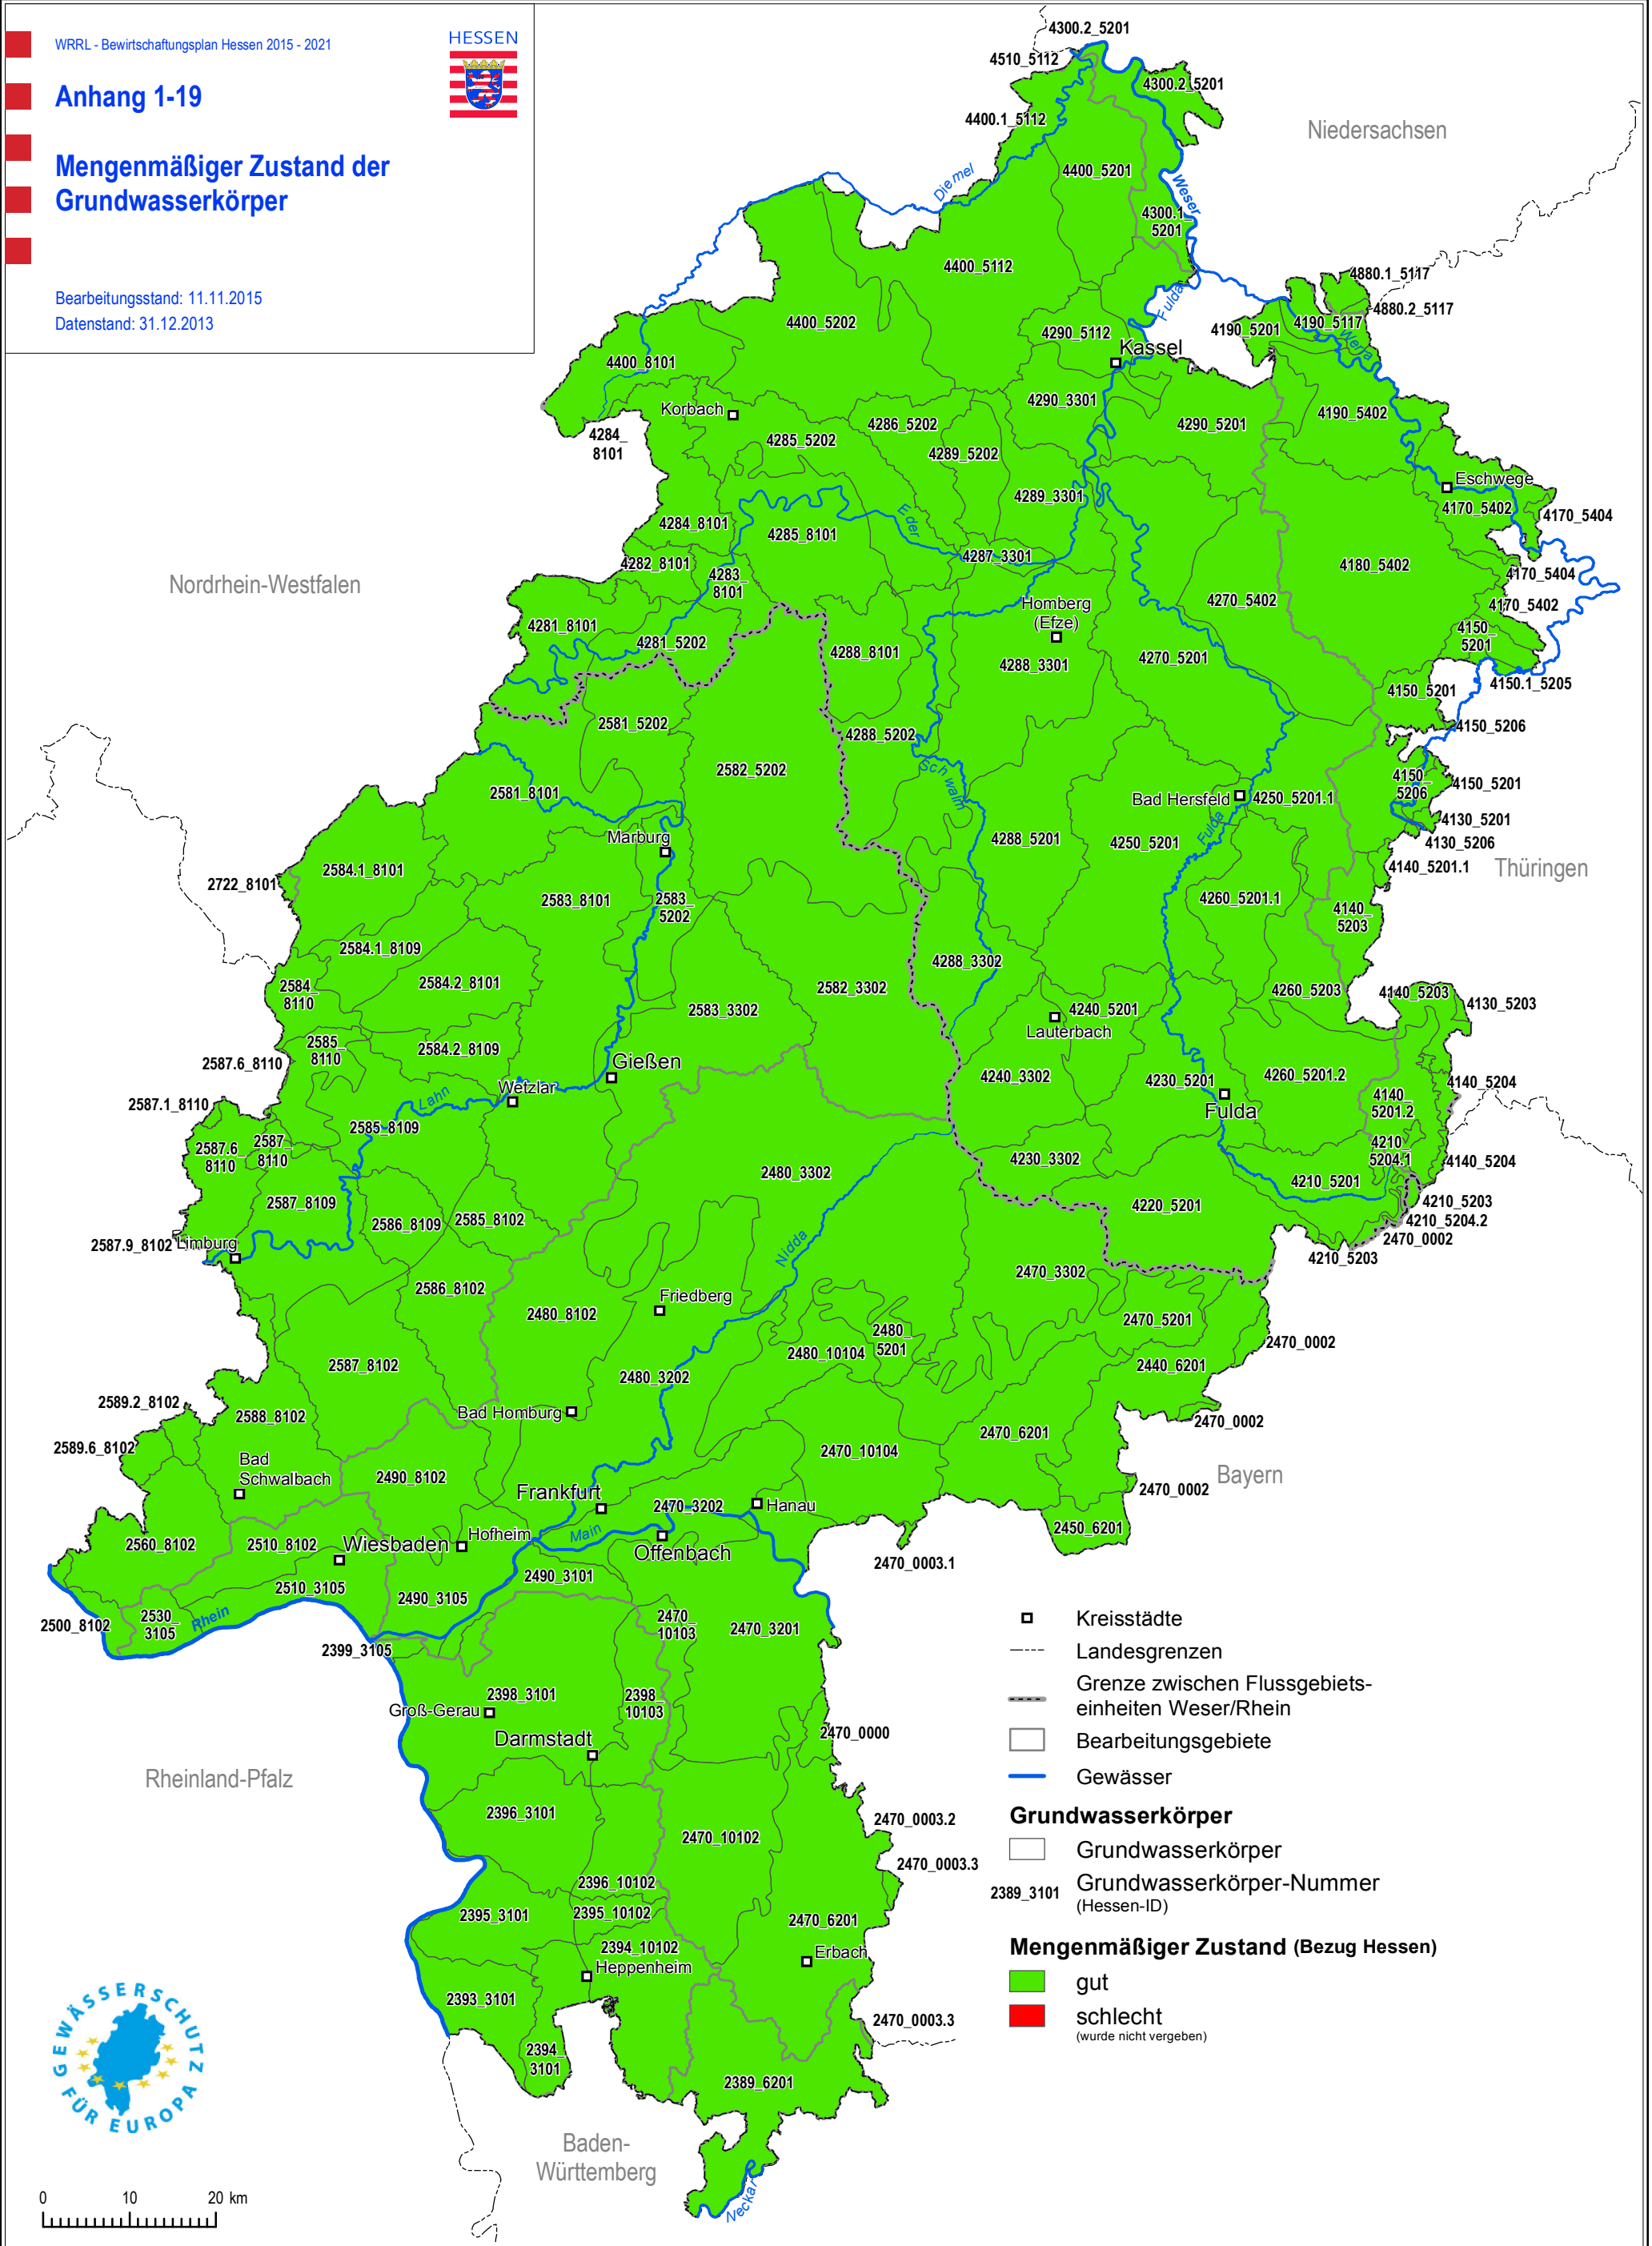 WRRL - Bewirtschaftungsplan Hessen 2015 - 2021
HESSEN
Anhang 1-19
Mengenmäßiger Zustand der
Grundwasserkörper
Bearbeitungsstand: 11.11.2015
Datenstand: 31.12.2013
4300.2_5201
4510_5112
4300.2_5201
4400.1_5112
Niedersachsen
4400_5201
Diemel
Weser
4300.1_
5201
4400_5112
4880.1_5117
Fulda
4880.2_5117
4400_5202
4190_5201
4190_5117
4290_5112
Werra
Kassel
4400_8101
4290_3301
Korbach
4190_5402
4286_5202
4290_5201
4284_
8101
4285_5202
4289_5202
Eschwege
4289_3301
4170_5402
4170_5404
4284_8101
Eder
4285_8101
4287_3301
4282_8101
4180_5402
Nordrhein-Westfalen
4283_
8101
4170_5404
Homberg
(Efze)
4270_5402
4170_5402
4281_8101
4150_
5201
4281_5202
4288_8101
4288_3301
4270_5201
4150_5201
4150.1_5205
2581_5202
4288_5202
4150_5206
2582_5202
Schwalm
4150_
5206
4150_5201
2581_8101
Bad Hersfeld
4250_5201.1
4130_5201
Marburg
4288_5201
4250_5201
Fulda
4130_5206
4140_5201.1
Thüringen
2584.1_8101
2722_8101
2583_8101
2583_
5202
4260_5201.1
4140_
5203
2584.1_8109
4288_3302
2584.2_8101
2584_
8110
2582_3302
4260_5203
4140_5203
4130_5203
2583_3302
4240_5201
Lauterbach
2585_
8110
2584.2_8109
2587.6_8110
Gießen
4240_3302
4230_5201
4260_5201.2
4140_5204
Wetzlar
Lahn
2587.1_8110
Fulda
4140_
5201.2
2585_8109
2587.6_
8110
2587_
8110
4210_
5204.1
4230_3302
4140_5204
2480_3302
4210_5201
2587_8109
4210_5203
4220_5201
2586_8109
2585_8102
4210_5204.2
2587.9_8102
Limburg
2470_0002
Nidda
4210_5203
2470_3302
2586_8102
Friedberg
2480_8102
2470_5201
2480_
5201
2470_0002
2480_10104
2587_8102
2440_6201
2480_3202
2589.2_8102
Bad Homburg
2588_8102
2470_0002
2470_6201
2589.6_8102
2470_10104
Bad
Schwalbach
2490_8102
Bayern
Frankfurt
2470_0002
2470_3202
Hanau
2450_6201
Main
Hofheim
2560_8102
2510_8102
Wiesbaden
Offenbach
2470_0003.1
2490_3101
2510_3105
2490_3105
2500_8102
2530_
3105
Rhein
2470_
10103
2470_3201
2399_3105
2398_3101
2398_
10103
Groß-Gerau
2470_0000
Darmstadt
Rheinland-Pfalz
2396_3101
2470_0003.2
2470_10102
2470_0003.3
2396_10102
2395_3101
2395_10102
2470_6201
2394_10102
Erbach
Heppenheim
2393_3101
2470_0003.3
2394_
3101
2389_6201
Baden-
Württemberg
Neckar
Kreisstädte
Landesgrenzen
Grenze zwischen Flussgebiets-
einheiten Weser/Rhein
Bearbeitungsgebiete
Gewässer
Grundwasserkörper
Grundwasserkörper
2389_3101
Grundwasserkörper-Nummer
(Hessen-ID)
Mengenmäßiger Zustand (Bezug Hessen)
gut
schlecht
(wurde nicht vergeben)
GEWÄSSERSCHUTZ
FÜR EUROPA
0 10 20 km